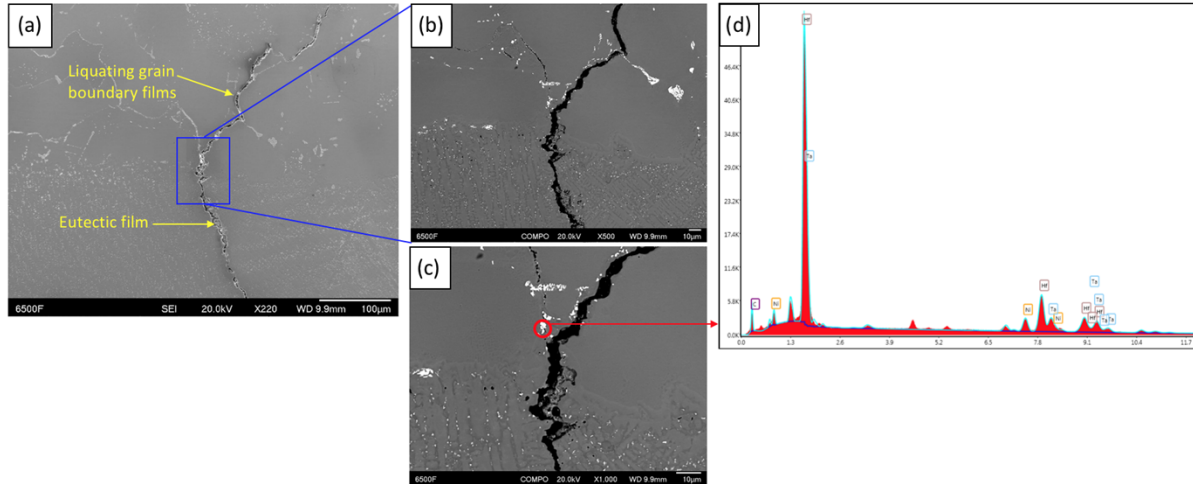 (a)
Liquating grain
boundary films
Eutectic film
100µm
6500F SEI 20.0kV X220 WD 9.9mm
(b)
6500F COMPO 20.0kV X500 WD 9.9mm 10µm
(c)
6500F COMPO 20.0kV X1,000 WD 9.9mm 10µm
(d)
Hf
46.4K
40.6K
34.8K
Ta
29.0K
23.2K
17.4K
11.6K
Ta
Hf
5.8K
C
Ni
Ni
Ta
Ni
Hf
Ta
Hf
Hf
Hf
Ta
Ta
0.0 1.3 2.6 3.9 5.2 6.5 7.8 9.1 10.4 11.7